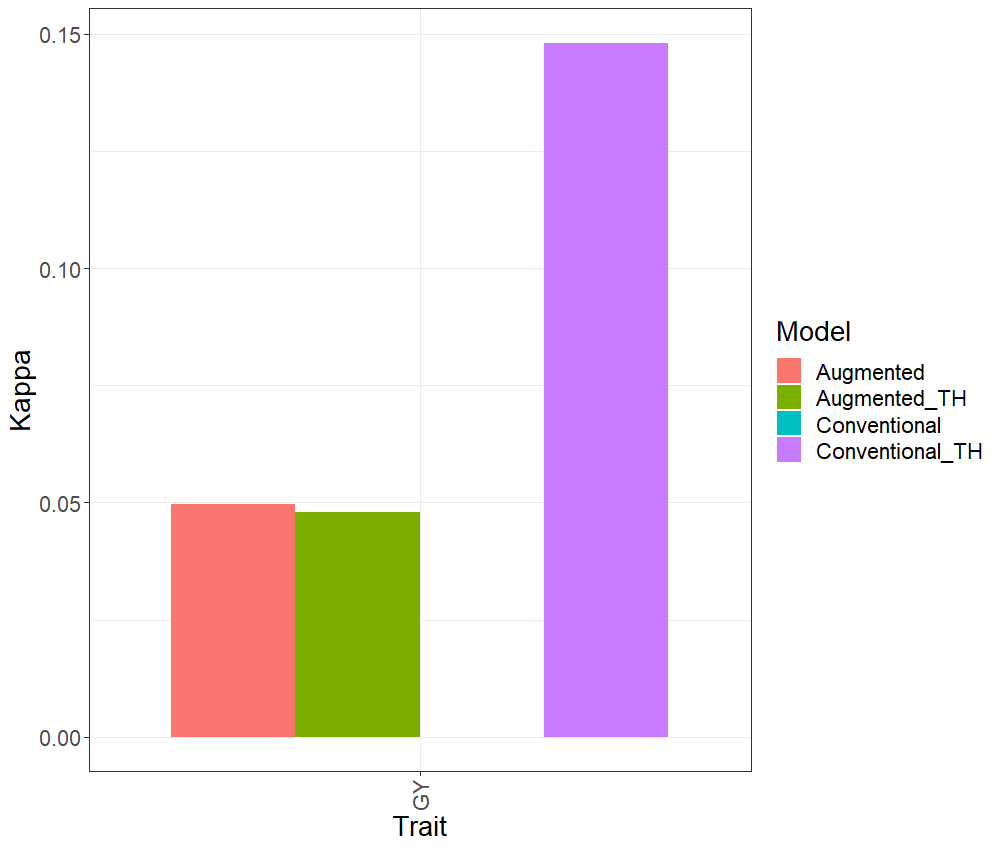 Kappa
0.15
0.10
0.05
0.00
GY
Trait
Model
Augmented
Augmented_TH
Conventional
Conventional_TH